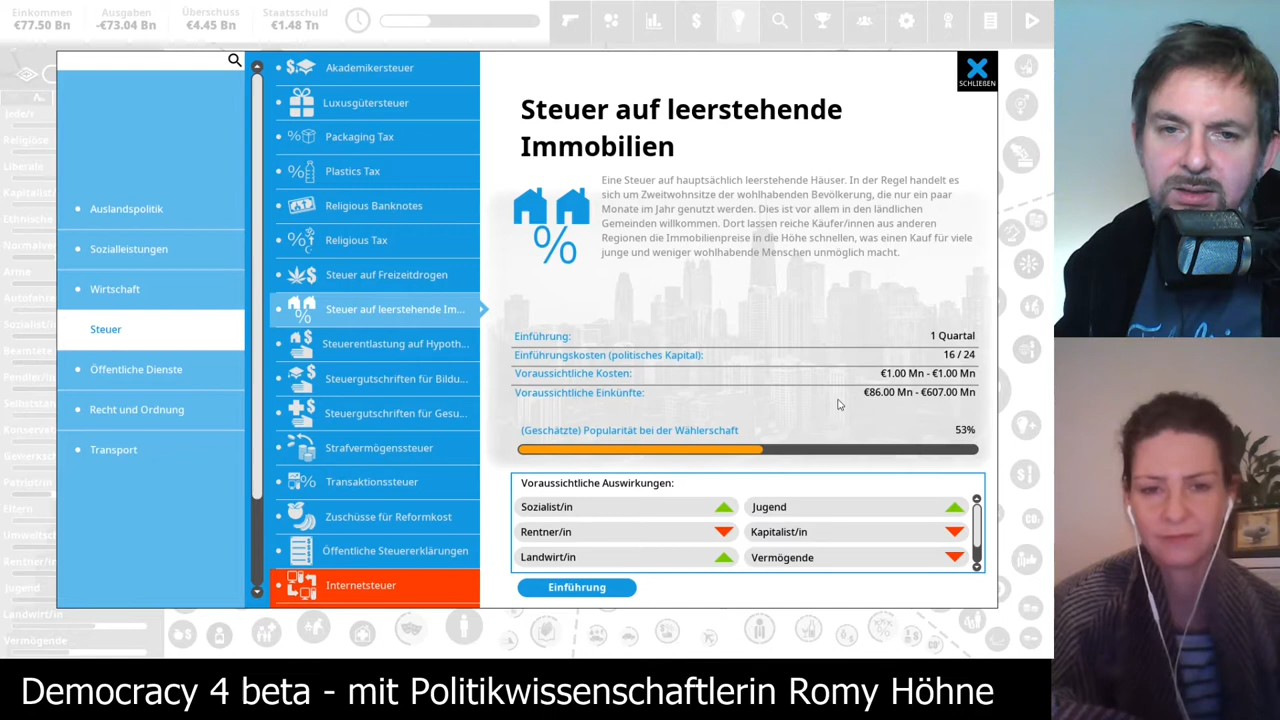 Einkommen
€77.50 Bn
Ausgaben
-€73.04 Bn
Überschuss
€4.45 Bn
Staatsschuld
€1.48 Tn
SCHLIEẞEN
Auslandspolitik
Sozialleistungen
Wirtschaft
Steuer
Öffentliche Dienste
Recht und Ordnung
Transport
Akademikersteuer
Luxusgütersteuer
Packaging Tax
Plastics Tax
Religious Banknotes
Religious Tax
Steuer auf Freizeitdrogen
Steuer auf leerstehende Im...
Steuerentlastung auf Hypoth...
Steuergutschriften für Bildu...
Steuergutschriften für Gesu...
Strafvermögenssteuer
Transaktionssteuer
Zuschüsse für Reformkost
Öffentliche Steuererklärungen
Internetsteuer
Steuer auf leerstehende
Immobilien
Eine Steuer auf hauptsächlich leerstehende Häuser. In der Regel handelt es
sich um Zweitwohnsitze der wohlhabenden Bevölkerung, die nur ein paar
Monate im Jahr genutzt werden. Dies ist vor allem in den ländlichen
Gemeinden willkommen. Dort lassen reiche Käufer/innen aus anderen
Regionen die Immobilienpreise in die Höhe schnellen, was einen Kauf für viele
junge und weniger wohlhabende Menschen unmöglich macht.
Einführung: 1 Quartal
Einführungskosten (politisches Kapital): 16 / 24
Voraussichtliche Kosten: €1.00 Mn - €1.00 Mn
Voraussichtliche Einkünfte: €86.00 Mn - €607.00 Mn
(Geschätzte) Popularität bei der Wählerschaft 53%
Voraussichtliche Auswirkungen:
Sozialist/in Jugend
Rentner/in Kapitalist/in
Landwirt/in Vermögende
Einführung
Landwirt/in
Vermögende
Democracy 4 beta - mit Politikwissenschaftlerin Romy Höhne